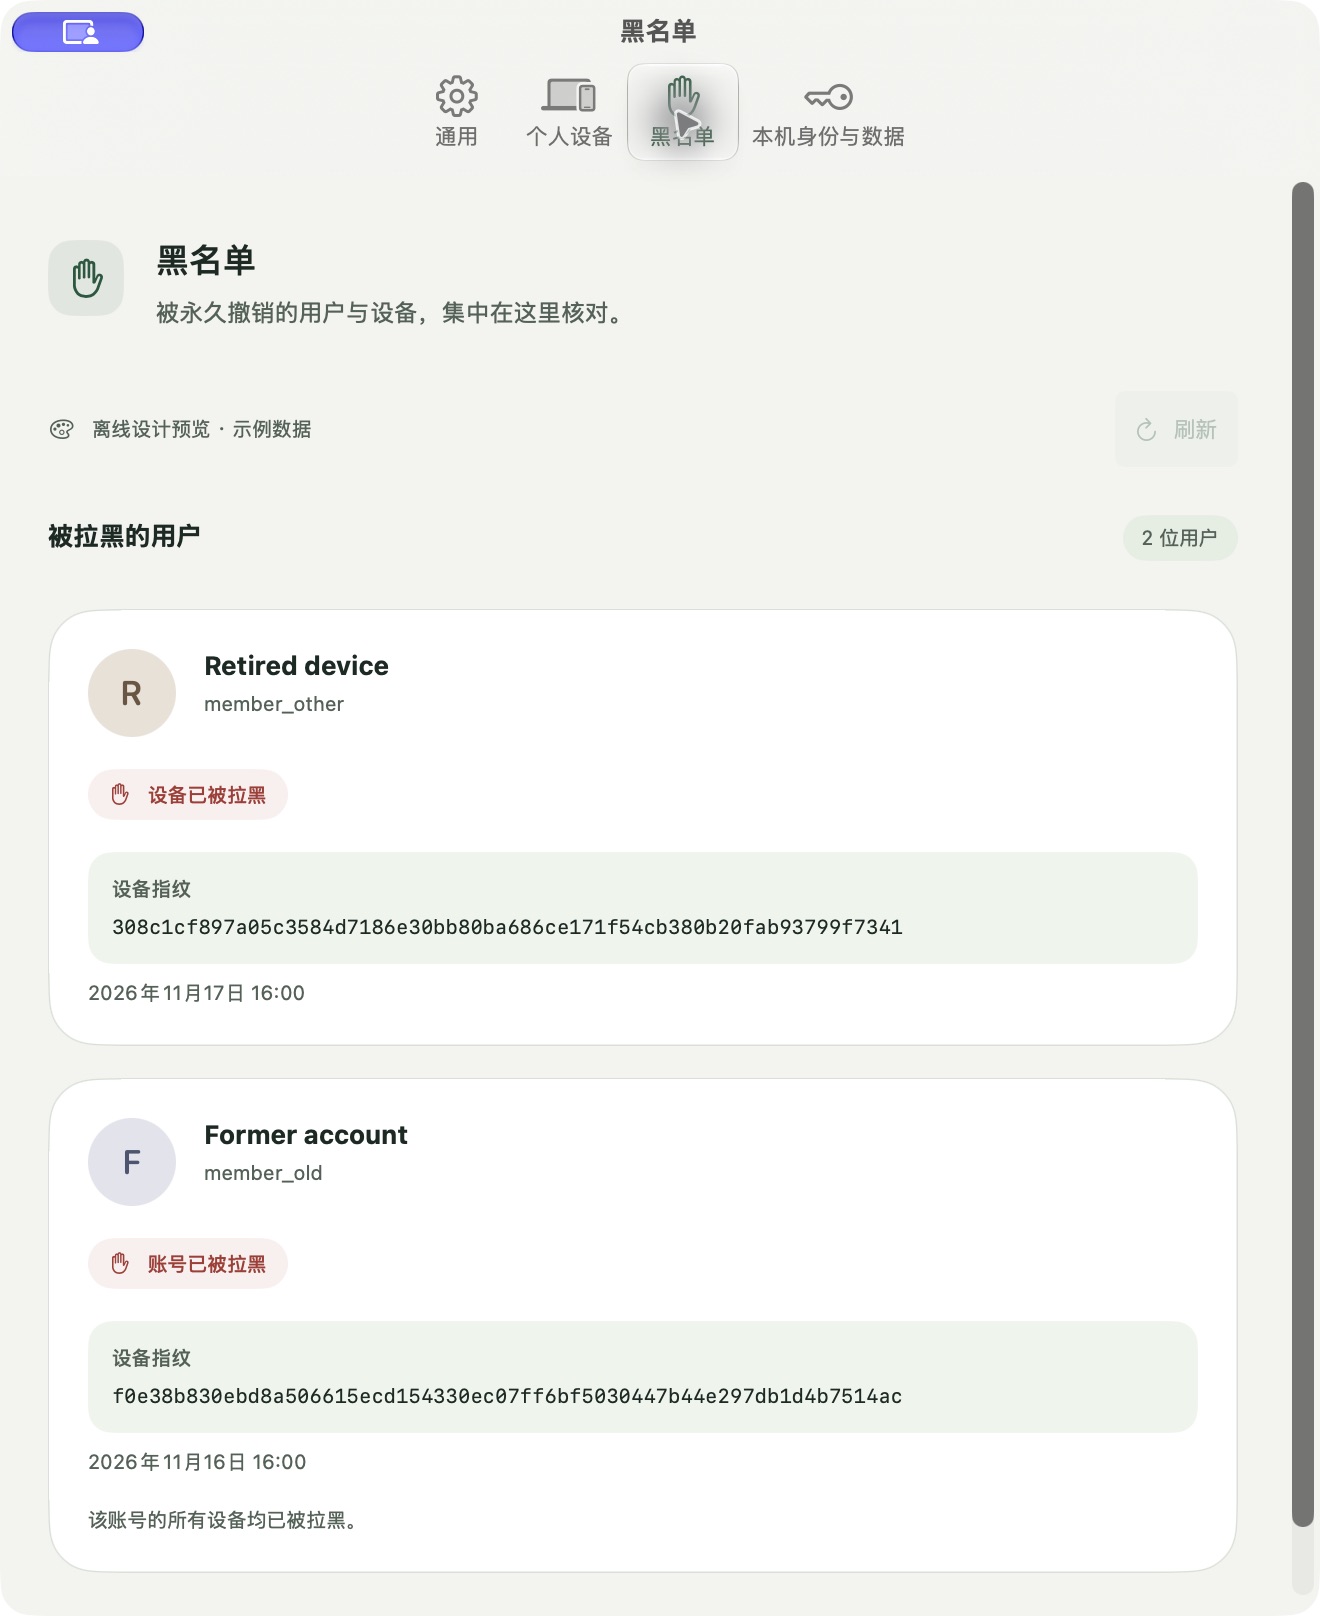 黑名单
通用
个人设备
黑名单
本机身份与数据
黑名单
被永久撤销的用户与设备，集中在这里核对。
离线设计预览 · 示例数据
刷新
被拉黑的用户
2 位用户
R
Retired device
member_other
设备已被拉黑
设备指纹
308c1cf897a05c3584d7186e30bb80ba686ce171f54cb380b20fab93799f7341
2026年11月17日 16:00
F
Former account
member_old
账号已被拉黑
设备指纹
f0e38b830ebd8a506615ecd154330ec07ff6bf5030447b44e297db1d4b7514ac
2026年11月16日 16:00
该账号的所有设备均已被拉黑。